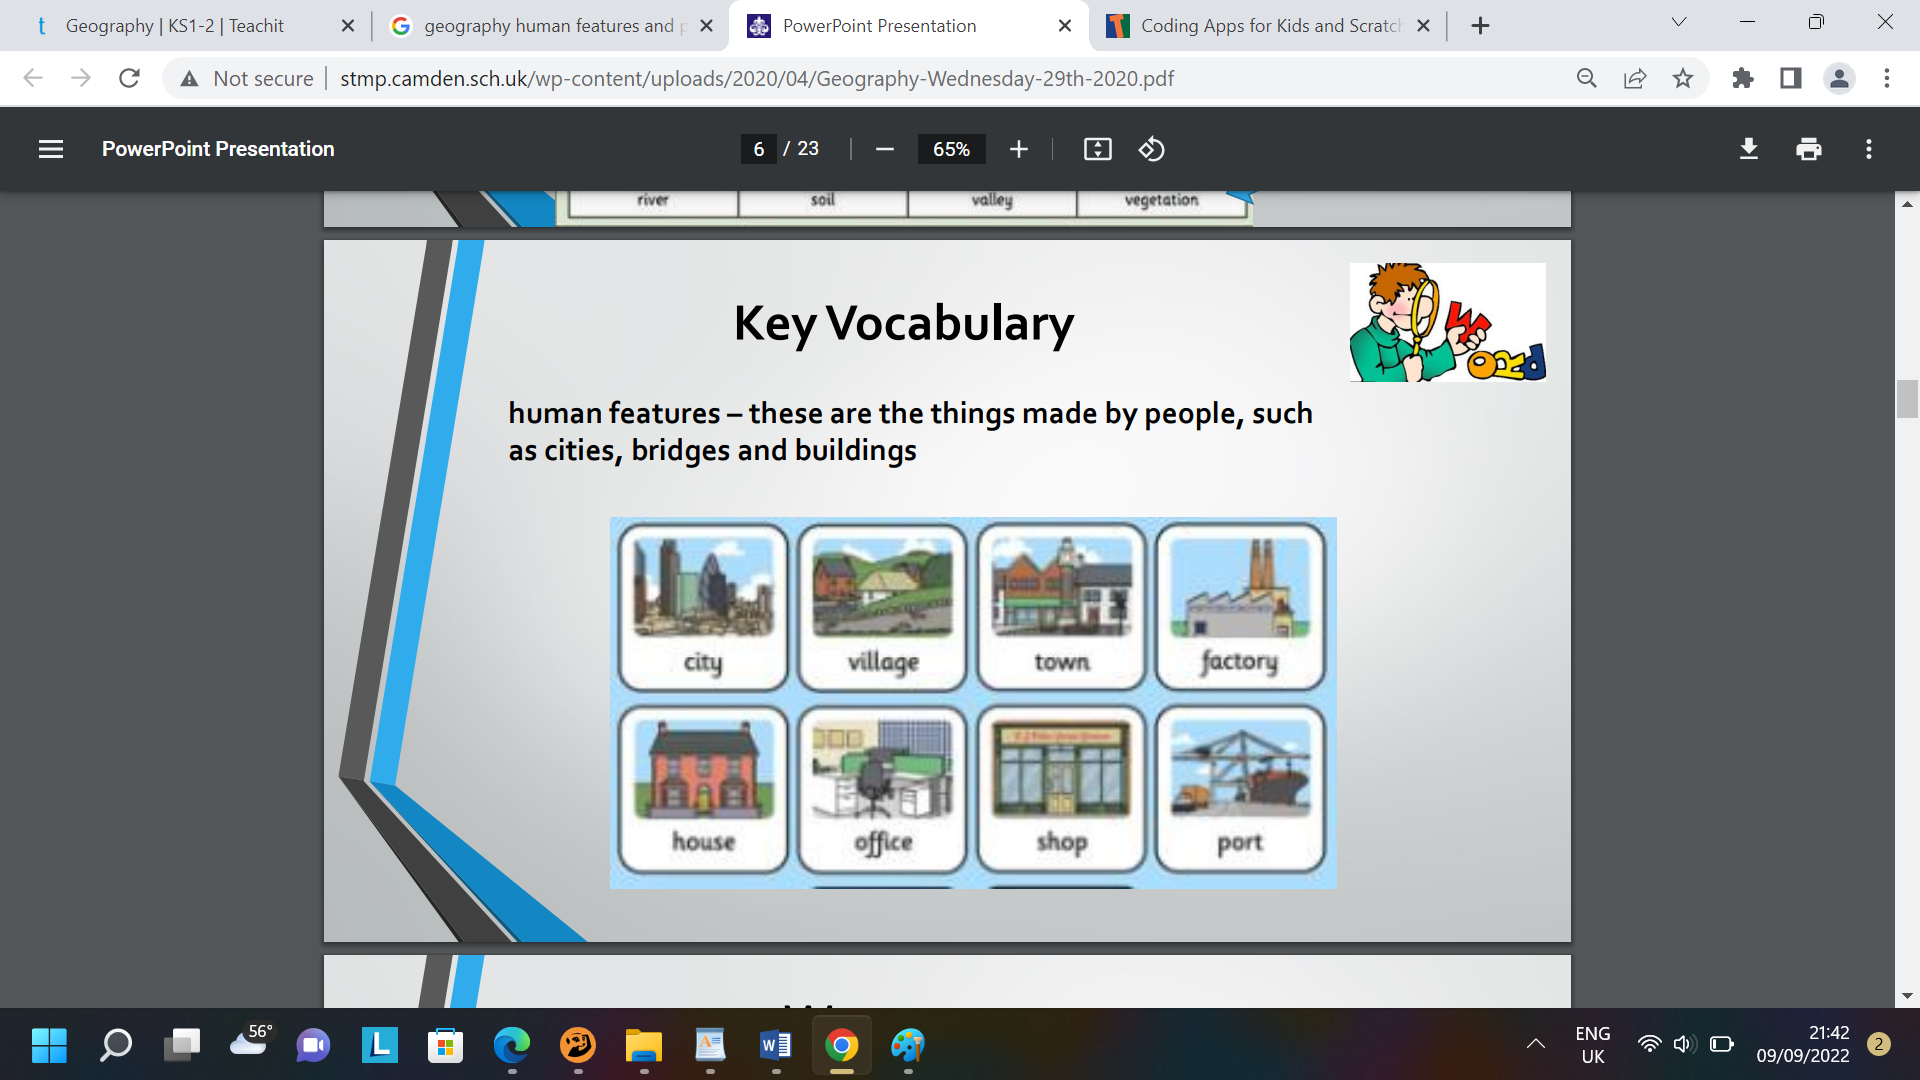 Geography | KS1-2 | Teachit
geography human features and p
PowerPoint Presentation
Coding Apps for Kids and Scratch
Not secure
stmp.camden.sch.uk/wp-content/uploads/2020/04/Geography-Wednesday-29th-2020.pdf
PowerPoint Presentation
6 / 23
65%
river soil valley vegetation
Key Vocabulary
WORD
human features – these are the things made by people, such
as cities, bridges and buildings
city village town factory
house office shop port
56°
ENG
UK
21:42
09/09/2022
2